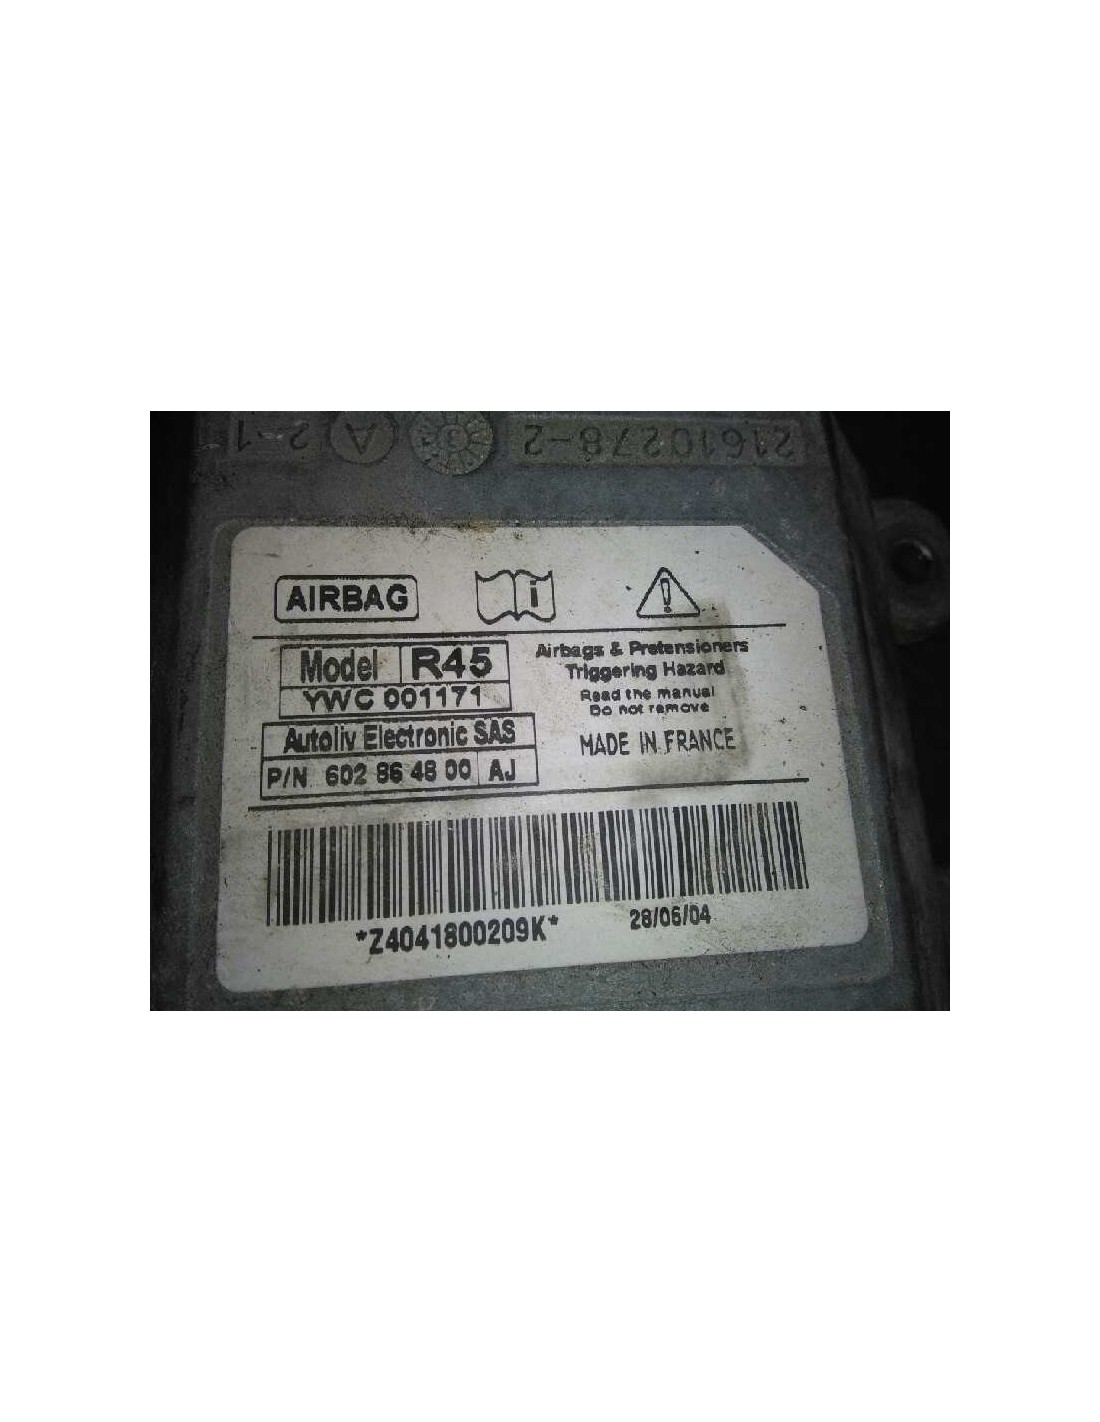 21610278-2 A 2-1
AIRBAG i !
Model R45
YWC 001171
Autoliv Electronic SAS
P/N 602 86 48 00 AJ
Airbags & Pretensioners
Triggering Hazard
Read the manual
Do not remove
MADE IN FRANCE
*Z4041800209K* 28/06/04